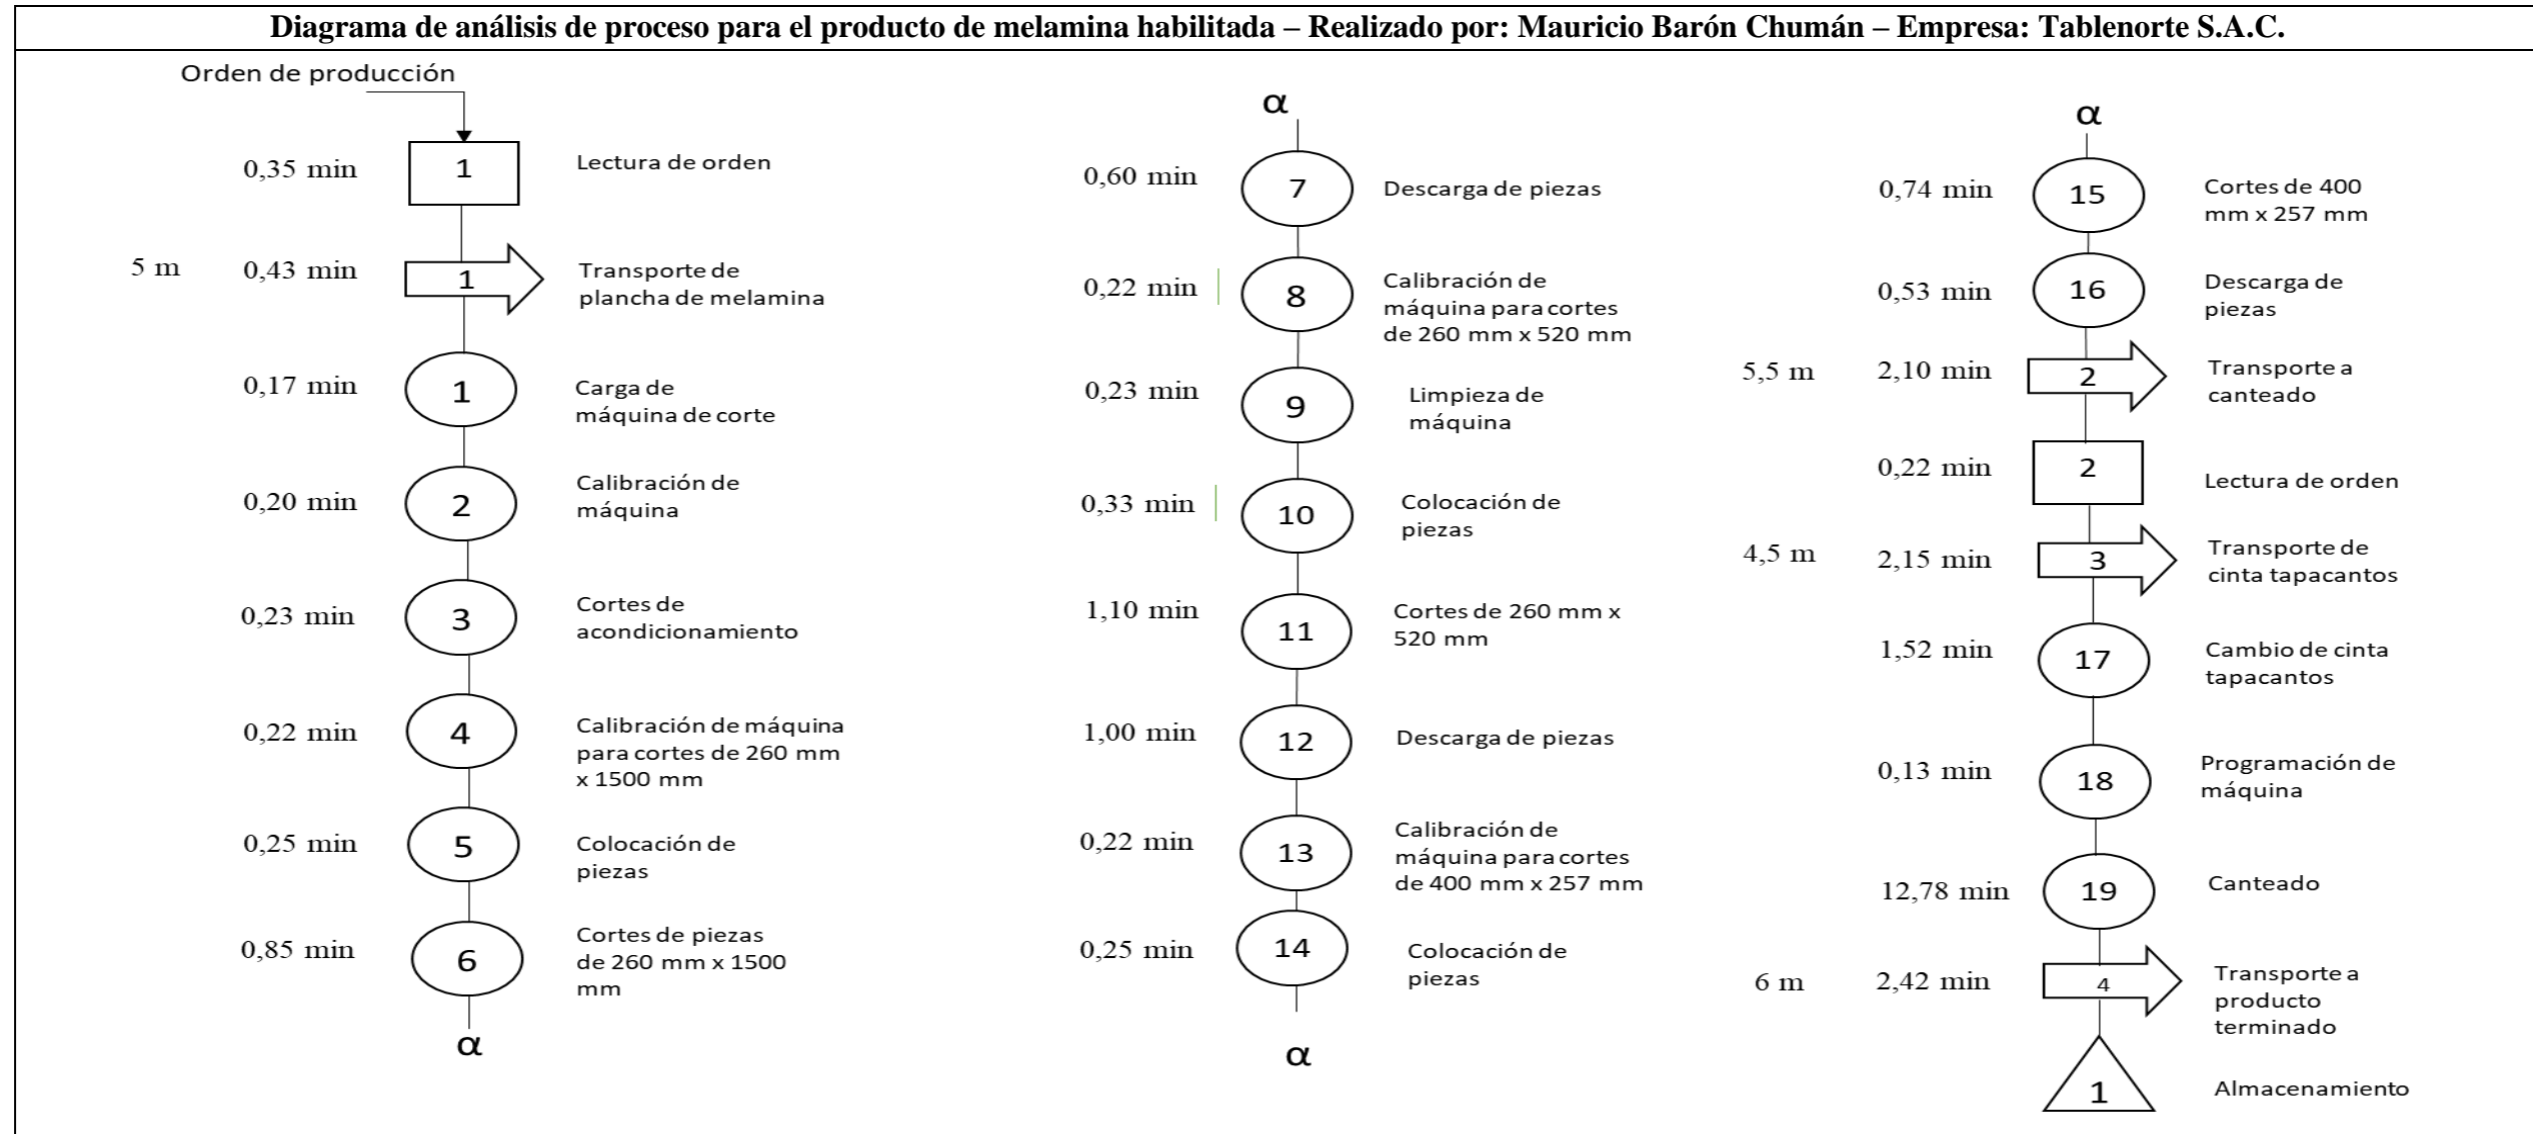 Diagrama de análisis de proceso para el producto de melamina habilitada – Realizado por: Mauricio Barón Chumán – Empresa: Tablenorte S.A.C.
Orden de producción
0,35 min
1
Lectura de orden
5 m
0,43 min
1
Transporte de
plancha de melamina
0,17 min
1
Carga de
máquina de corte
0,20 min
2
Calibración de
máquina
0,23 min
3
Cortes de
acondicionamiento
0,22 min
4
Calibración de máquina
para cortes de 260 mm
x 1500 mm
0,25 min
5
Colocación de
piezas
0,85 min
6
Cortes de piezas
de 260 mm x 1500
mm
α
α
0,60 min
7
Descarga de piezas
0,22 min
8
Calibración de
máquina para cortes
de 260 mm x 520 mm
0,23 min
9
Limpieza de
máquina
0,33 min
10
Colocación de
piezas
1,10 min
11
Cortes de 260 mm x
520 mm
1,00 min
12
Descarga de piezas
0,22 min
13
Calibración de
máquina para cortes
de 400 mm x 257 mm
0,25 min
14
Colocación de
piezas
α
α
0,74 min
15
Cortes de 400
mm x 257 mm
0,53 min
16
Descarga de
piezas
5,5 m
2,10 min
2
Transporte a
canteado
0,22 min
2
Lectura de orden
4,5 m
2,15 min
3
Transporte de
cinta tapacantos
1,52 min
17
Cambio de cinta
tapacantos
0,13 min
18
Programación de
máquina
12,78 min
19
Canteado
6 m
2,42 min
4
Transporte a
producto
terminado
1
Almacenamiento